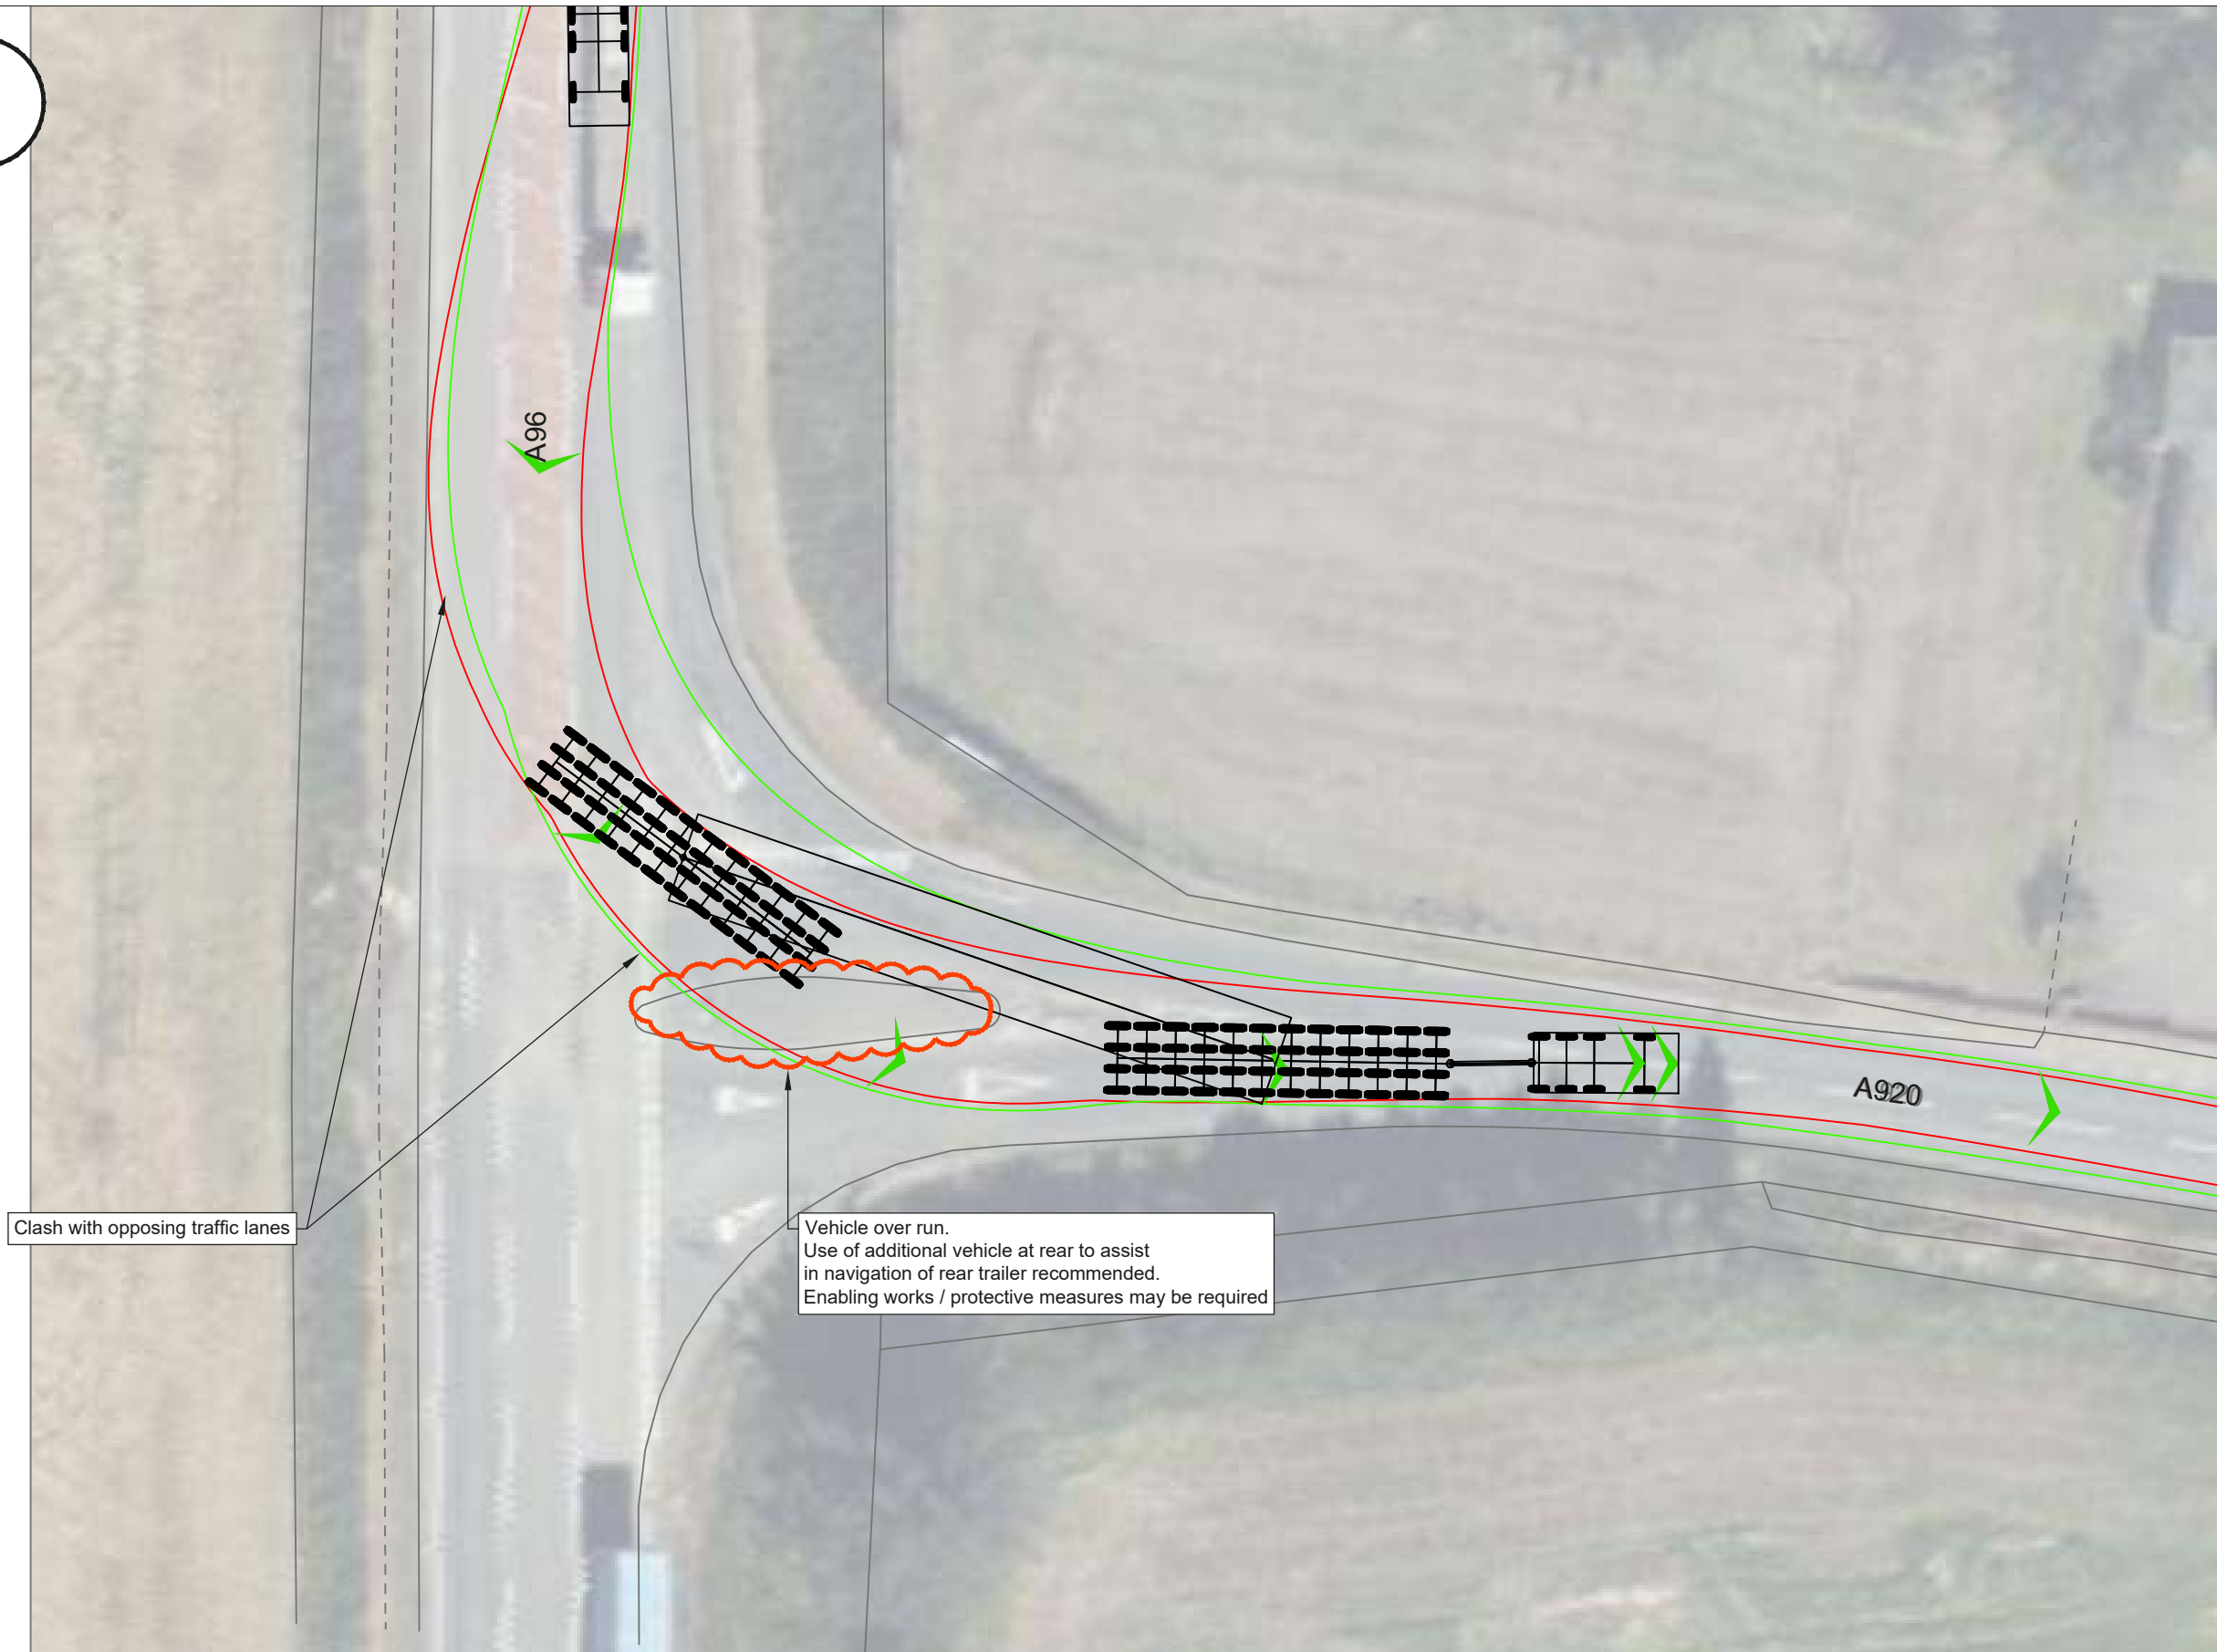 A96
A920
Clash with opposing traffic lanes
Vehicle over run.
Use of additional vehicle at rear to assist
in navigation of rear trailer recommended.
Enabling works / protective measures may be required